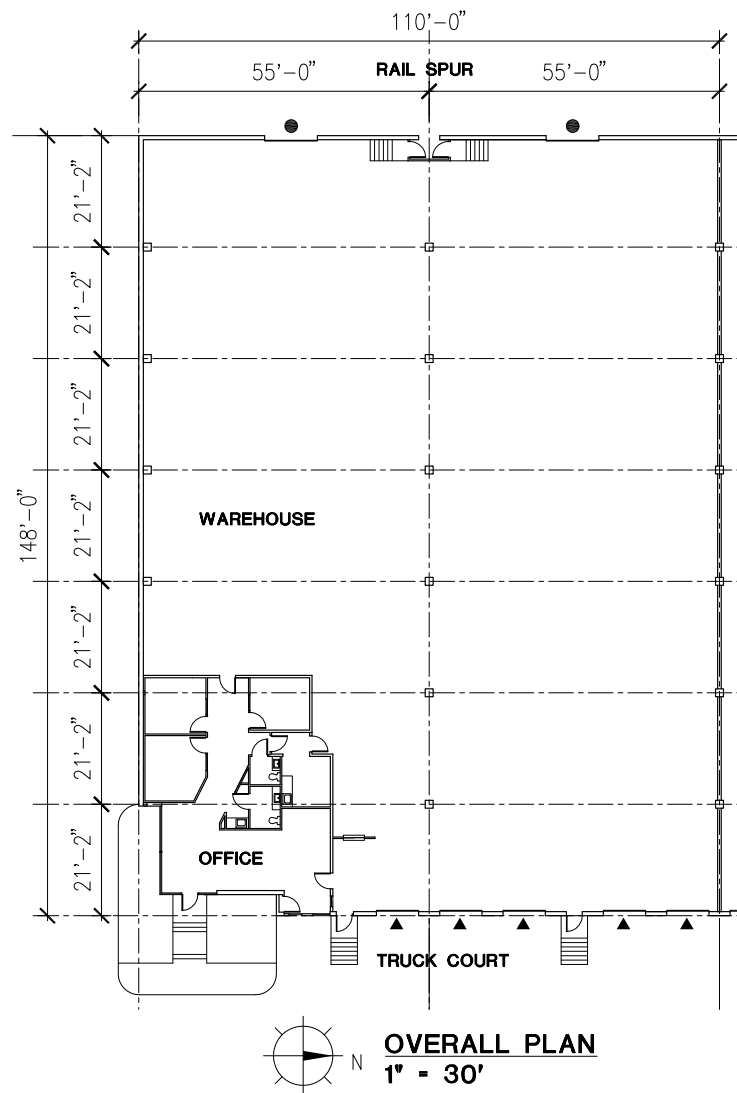 110'-0"
55'-0"
RAIL SPUR
55'-0"
21'-2"
21'-2"
21'-2"
21'-2"
21'-2"
21'-2"
21'-2"
148'-0"
WAREHOUSE
OFFICE
TRUCK COURT
N
OVERALL PLAN
1" = 30'